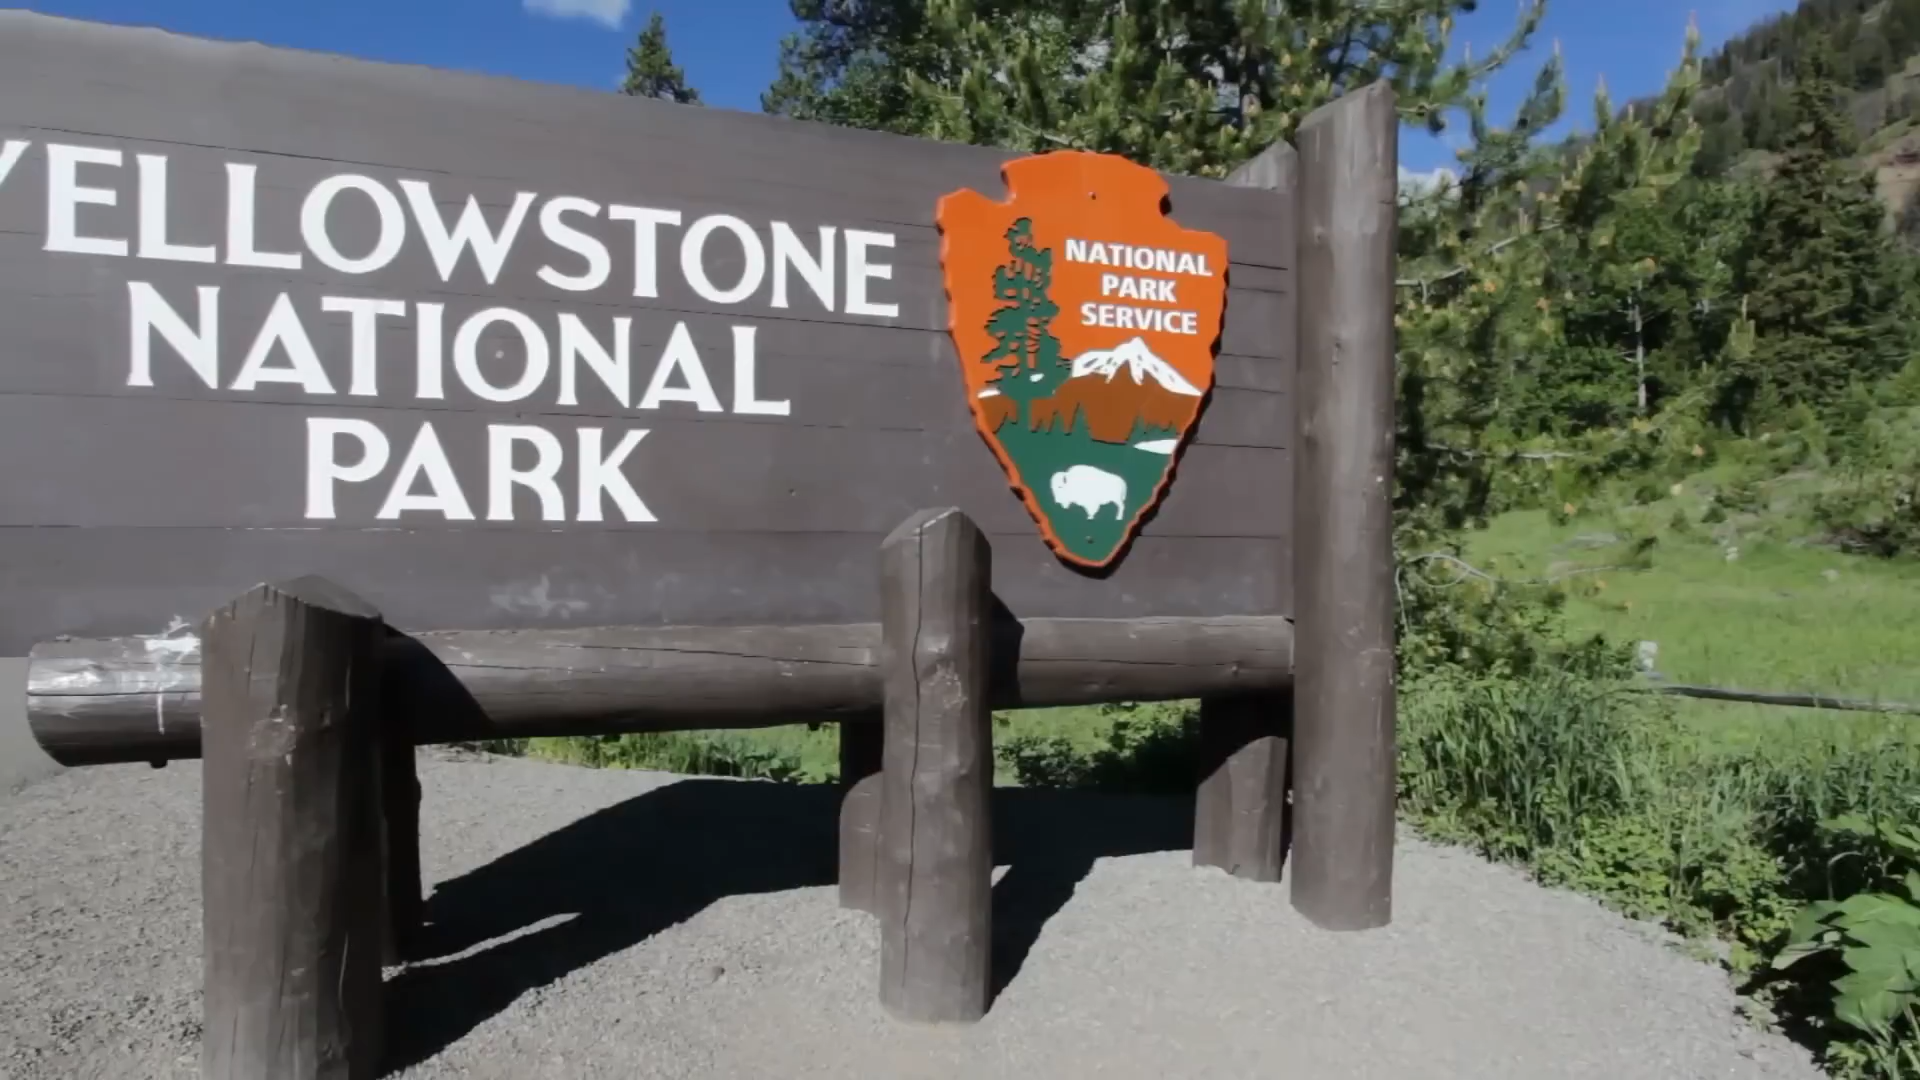 YELLOWSTONE
NATIONAL
PARK
NATIONAL
PARK
SERVICE